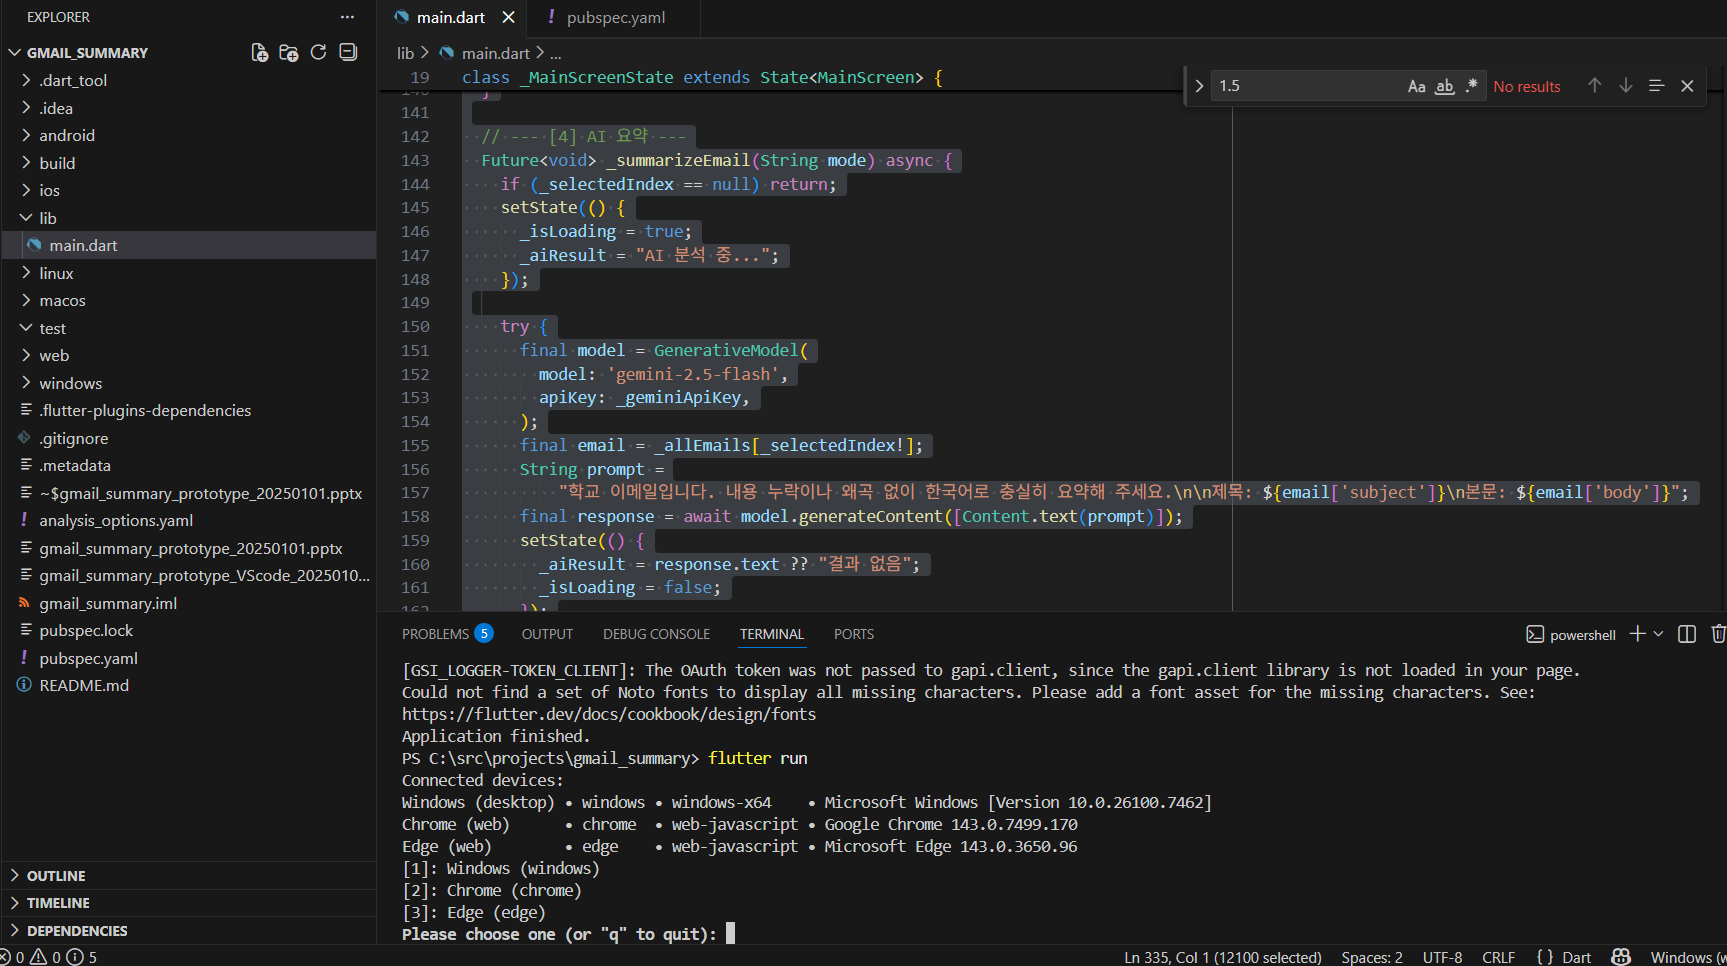 EXPLORER
···
GMAIL_SUMMARY
.dart_tool
.idea
android
build
ios
lib
main.dart
linux
macos
test
web
windows
.flutter-plugins-dependencies
.gitignore
.metadata
~$gmail_summary_prototype_20250101.pptx
analysis_options.yaml
gmail_summary_prototype_20250101.pptx
gmail_summary_prototype_VScode_2025010...
gmail_summary.iml
pubspec.lock
pubspec.yaml
README.md
OUTLINE
TIMELINE
DEPENDENCIES
main.dart
! pubspec.yaml
lib > main.dart > ...
19 class _MainScreenState extends State<MainScreen> {
1.5
Aa ab .* No results
141
142 // --- [4] AI 요약 ---
143 Future<void> _summarizeEmail(String mode) async {
144 if (_selectedIndex == null) return;
145 setState(() {
146 _isLoading = true;
147 _aiResult = "AI 분석 중...";
148 });
149
150 try {
151 final model = GenerativeModel(
152 model: 'gemini-2.5-flash',
153 apiKey: _geminiApiKey,
154 );
155 final email = _allEmails[_selectedIndex!];
156 String prompt =
157 "학교 이메일입니다. 내용 누락이나 왜곡 없이 한국어로 충실히 요약해 주세요.\n\n제목: ${email['subject']}\n본문: ${email['body']}";
158 final response = await model.generateContent([Content.text(prompt)]);
159 setState(() {
160 _aiResult = response.text ?? "결과 없음";
161 _isLoading = false;
162 });
PROBLEMS 5 OUTPUT DEBUG CONSOLE TERMINAL PORTS
powershell
[GSI_LOGGER-TOKEN_CLIENT]: The OAuth token was not passed to gapi.client, since the gapi.client library is not loaded in your page.
Could not find a set of Noto fonts to display all missing characters. Please add a font asset for the missing characters. See:
https://flutter.dev/docs/cookbook/design/fonts
Application finished.
PS C:\src\projects\gmail_summary> flutter run
Connected devices:
Windows (desktop) • windows • windows-x64 • Microsoft Windows [Version 10.0.26100.7462]
Chrome (web) • chrome • web-javascript • Google Chrome 143.0.7499.170
Edge (web) • edge • web-javascript • Microsoft Edge 143.0.3650.96
[1]: Windows (windows)
[2]: Chrome (chrome)
[3]: Edge (edge)
Please choose one (or "q" to quit):
0 0 5
Ln 335, Col 1 (12100 selected) Spaces: 2 UTF-8 CRLF {} Dart Windows (w